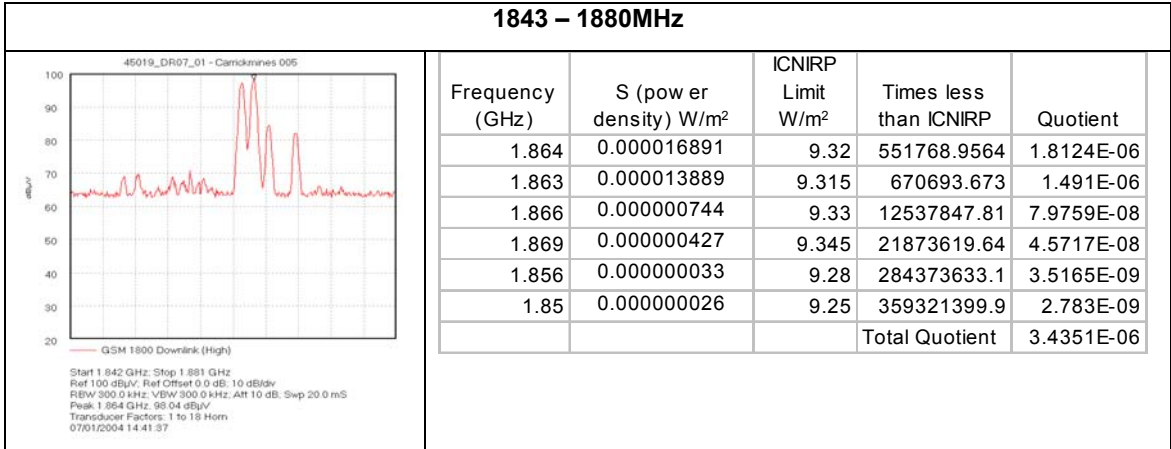 1843 – 1880MHz
45019_DR07_01 - Carrickmines 005
100
90
80
70
60
50
40
30
20
dBµV
GSM 1800 Downlink (High)
Start 1.842 GHz; Stop 1.881 GHz
Ref 100 dBµV; Ref Offset 0.0 dB; 10 dB/div
RBW 300.0 kHz; VBW 300.0 kHz; Att 10 dB; Swp 20.0 mS
Peak 1.864 GHz, 98.04 dBµV
Transducer Factors: 1 to 18 Horn
07/01/2004 14:41:37
Frequency (GHz) S (pow er density) W/m² ICNIRP Limit W/m² Times less than ICNIRP Quotient
1.864 0.000016891 9.32 551768.9564 1.8124E-06
1.863 0.000013889 9.315 670693.673 1.491E-06
1.866 0.000000744 9.33 12537847.81 7.9759E-08
1.869 0.000000427 9.345 21873619.64 4.5717E-08
1.856 0.000000033 9.28 284373633.1 3.5165E-09
1.85 0.000000026 9.25 359321399.9 2.783E-09
Total Quotient 3.4351E-06